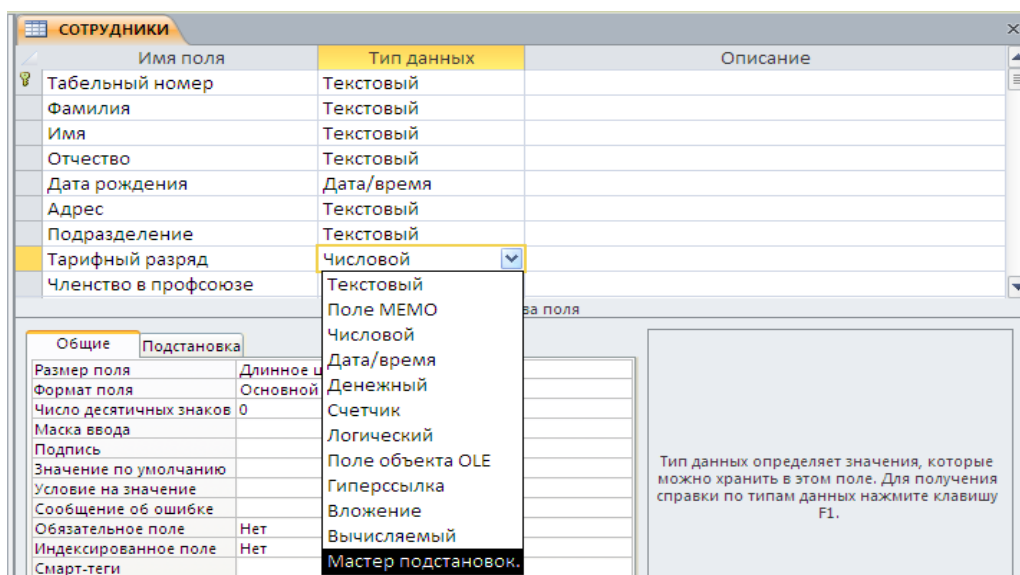 СОТРУДНИКИ
Имя поля Тип данных Описание
Табельный номер Текстовый
Фамилия Текстовый
Имя Текстовый
Отчество Текстовый
Дата рождения Дата/время
Адрес Текстовый
Подразделение Текстовый
Тарифный разряд Числовой
Членство в профсоюзе
Текстовый
Поле МЕМО
Числовой
Дата/время
Денежный
Счетчик
Логический
Поле объекта OLE
Гиперссылка
Вложение
Вычисляемый
Мастер подстановок.
ва поля
Общие Подстановка
Размер поля Длинное ц
Формат поля Основной
Число десятичных знаков 0
Маска ввода
Подпись
Значение по умолчанию
Условие на значение
Сообщение об ошибке
Обязательное поле Нет
Индексированное поле Нет
Смарт-теги
Тип данных определяет значения, которые
можно хранить в этом поле. Для получения
справки по типам данных нажмите клавишу
F1.